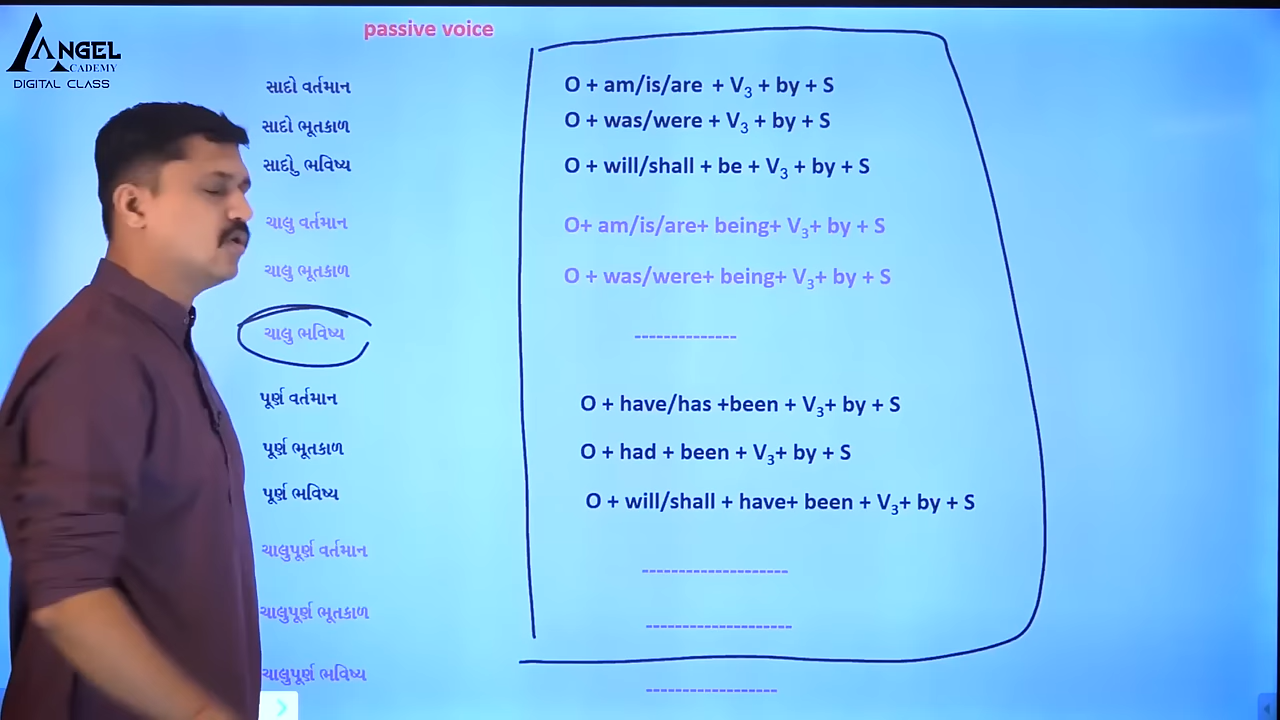 ANGEL
ACADEMY
DIGITAL CLASS
passive voice
સાદો વર્તમાન O + am/is/are + V3 + by + S
સાદો ભૂતકાળ O + was/were + V3 + by + S
સાદો ભવિષ્ય O + will/shall + be + V3 + by + S
ચાલુ વર્તમાન O+ am/is/are+ being+ V3+ by + S
ચાલુ ભૂતકાળ O + was/were+ being+ V3+ by + S
ચાલુ ભવિષ્ય --------------
પૂર્ણ વર્તમાન O + have/has +been + V3+ by + S
પૂર્ણ ભૂતકાળ O + had + been + V3+ by + S
પૂર્ણ ભવિષ્ય O + will/shall + have+ been + V3+ by + S
ચાલુપૂર્ણ વર્તમાન --------------------
ચાલુપૂર્ણ ભૂતકાળ --------------------
ચાલુપૂર્ણ ભવિષ્ય ------------------